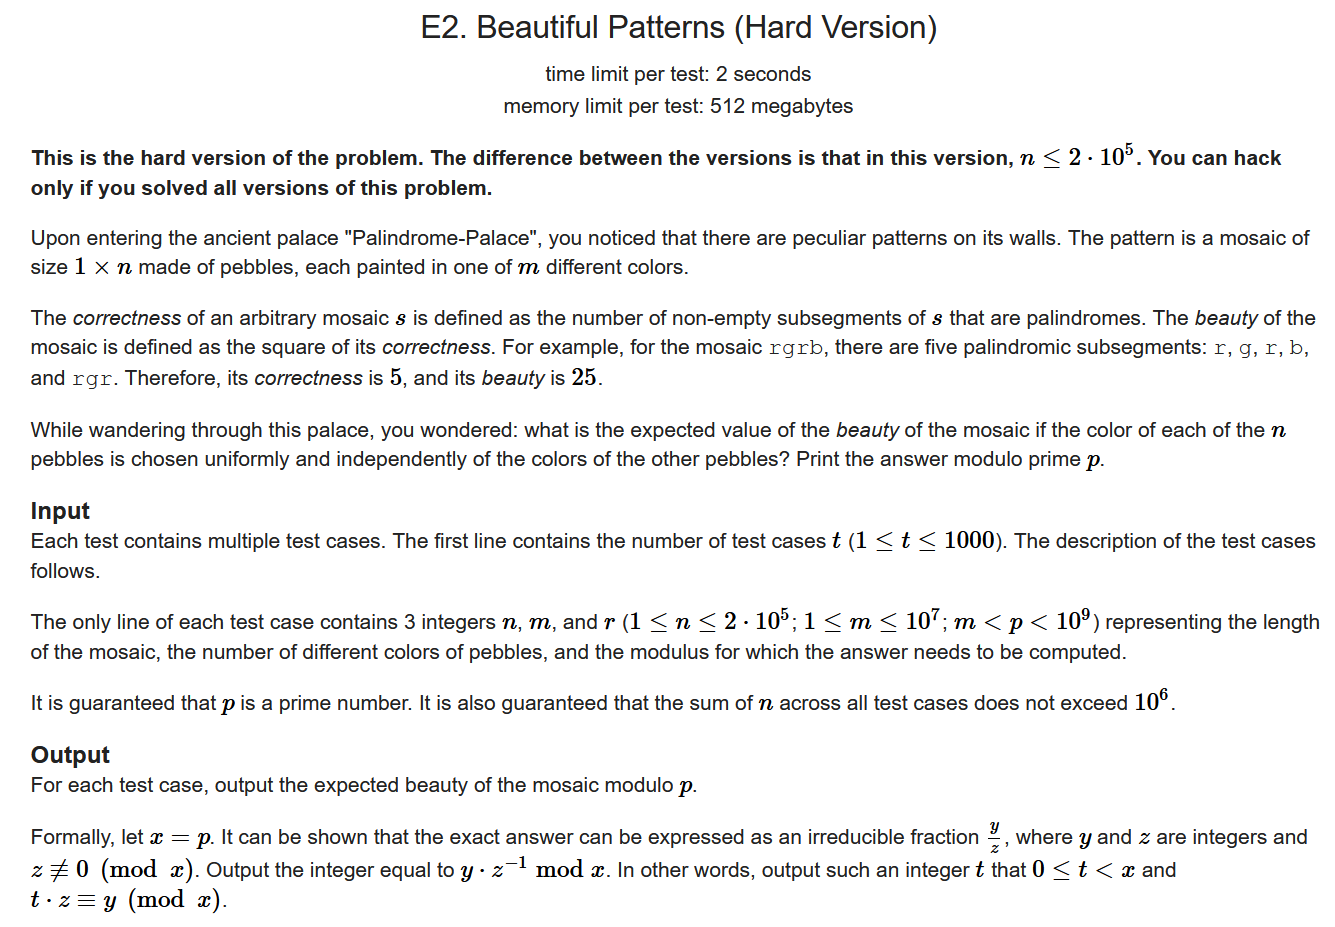 E2. Beautiful Patterns (Hard Version)
time limit per test: 2 seconds
memory limit per test: 512 megabytes
This is the hard version of the problem. The difference between the versions is that in this version, n ≤ 2 · 10^5. You can hack
only if you solved all versions of this problem.
Upon entering the ancient palace "Palindrome-Palace", you noticed that there are peculiar patterns on its walls. The pattern is a mosaic of
size 1 × n made of pebbles, each painted in one of m different colors.
The correctness of an arbitrary mosaic s is defined as the number of non-empty subsegments of s that are palindromes. The beauty of the
mosaic is defined as the square of its correctness. For example, for the mosaic rgrb, there are five palindromic subsegments: r, g, r, b,
and rgr. Therefore, its correctness is 5, and its beauty is 25.
While wandering through this palace, you wondered: what is the expected value of the beauty of the mosaic if the color of each of the n
pebbles is chosen uniformly and independently of the colors of the other pebbles? Print the answer modulo prime p.
Input
Each test contains multiple test cases. The first line contains the number of test cases t (1 ≤ t ≤ 1000). The description of the test cases
follows.
The only line of each test case contains 3 integers n, m, and r (1 ≤ n ≤ 2 · 10^5; 1 ≤ m ≤ 10^7; m < p < 10^9) representing the length
of the mosaic, the number of different colors of pebbles, and the modulus for which the answer needs to be computed.
It is guaranteed that p is a prime number. It is also guaranteed that the sum of n across all test cases does not exceed 10^6.
Output
For each test case, output the expected beauty of the mosaic modulo p.
Formally, let x = p. It can be shown that the exact answer can be expressed as an irreducible fraction y/z, where y and z are integers and
z ≢ 0 (mod x). Output the integer equal to y · z^−1 mod x. In other words, output such an integer t that 0 ≤ t < x and
t · z ≡ y (mod x).